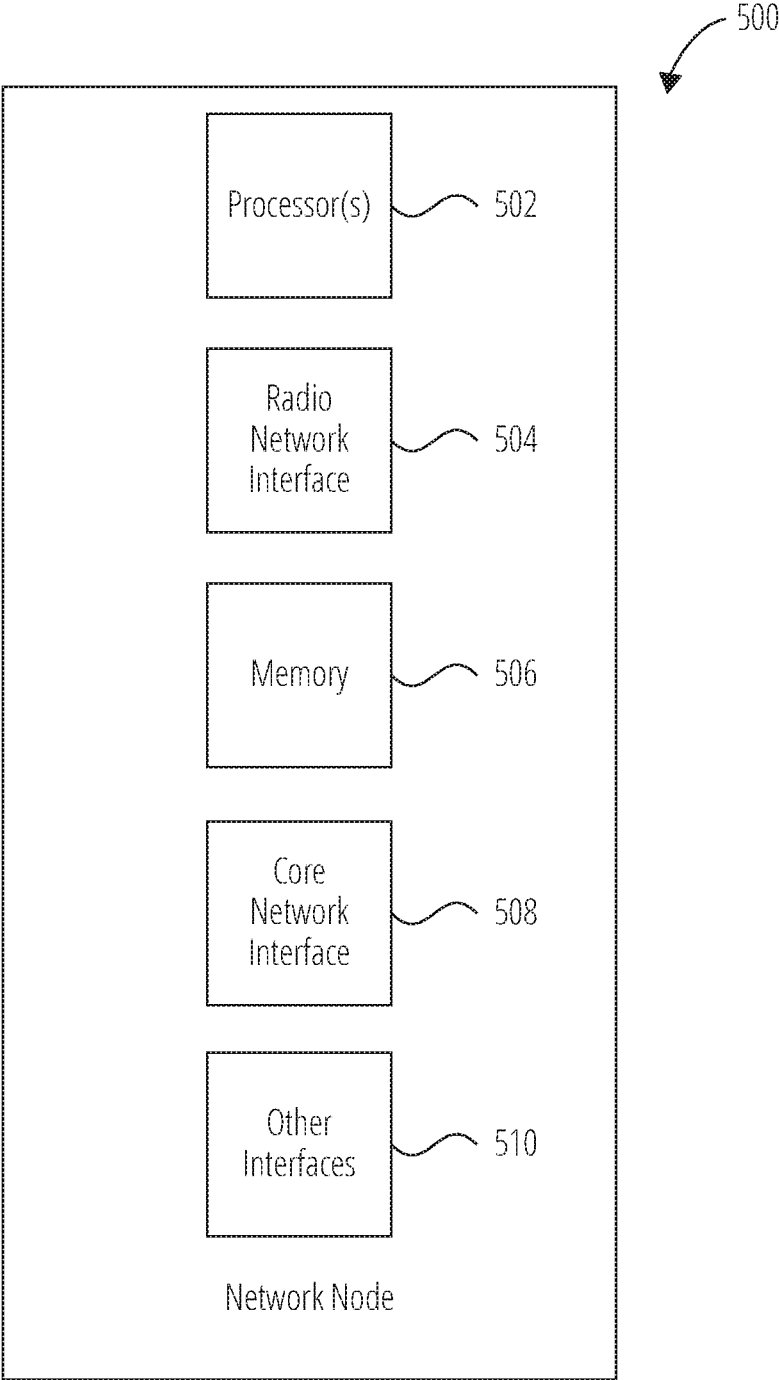 500
Processor(s)
502
Radio
Network
Interface
504
Memory
506
Core
Network
Interface
508
Other
Interfaces
510
Network Node